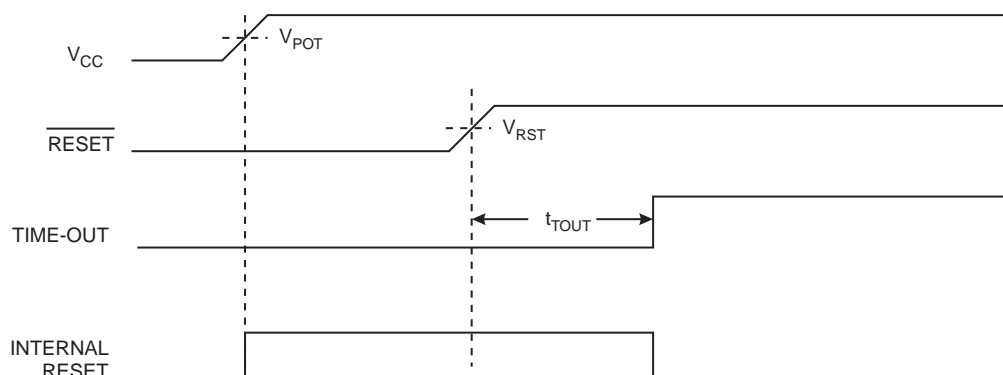 V_CC
V_POT
RESET
V_RST
TIME-OUT
t_TOUT
INTERNAL
RESET